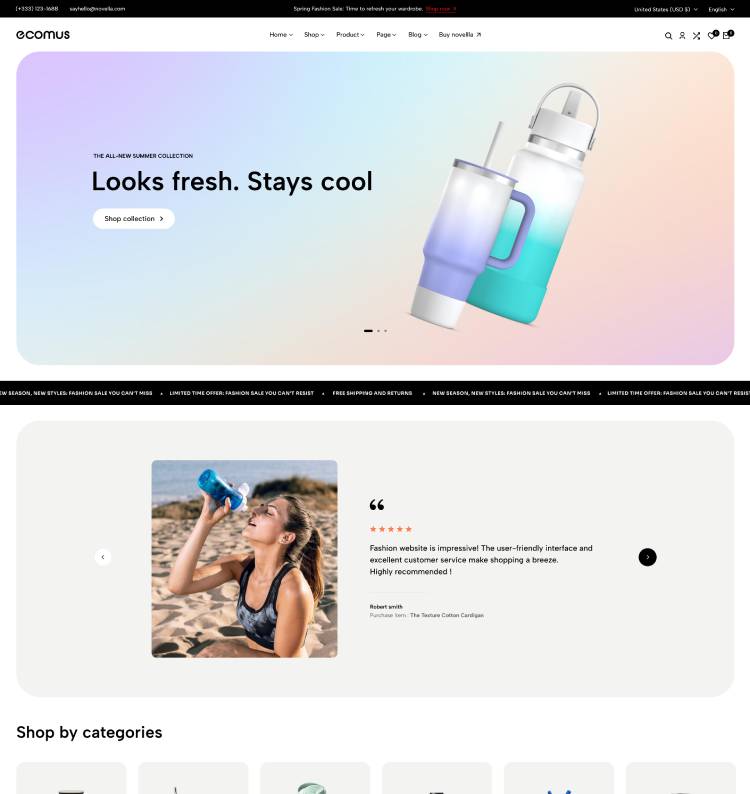 (+333) 123-1688
sayhello@novella.com
Spring Fashion Sale: Time to refresh your wardrobe. Shop now
United States (USD $)
English
ecomus
Home
Shop
Product
Page
Blog
Buy novellla
0
0
THE ALL-NEW SUMMER COLLECTION
Looks fresh. Stays cool
Shop collection
EW SEASON, NEW STYLES: FASHION SALE YOU CAN'T MISS
LIMITED TIME OFFER: FASHION SALE YOU CAN'T RESIST
FREE SHIPPING AND RETURNS
NEW SEASON, NEW STYLES: FASHION SALE YOU CAN'T MISS
LIMITED TIME OFFER: FASHION SALE YOU CAN'T RESIST
Fashion website is impressive! The user-friendly interface and
excellent customer service make shopping a breeze.
Highly recommended !
Robert smith
Purchase item : The Texture Cotton Cardigan
Shop by categories